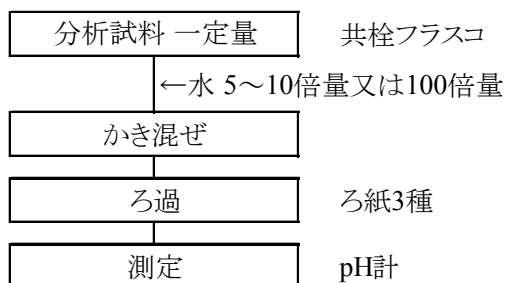 分析試料 一定量 共栓フラスコ
←水 5～10倍量又は100倍量
かき混ぜ
ろ過 ろ紙3種
測定 pH計